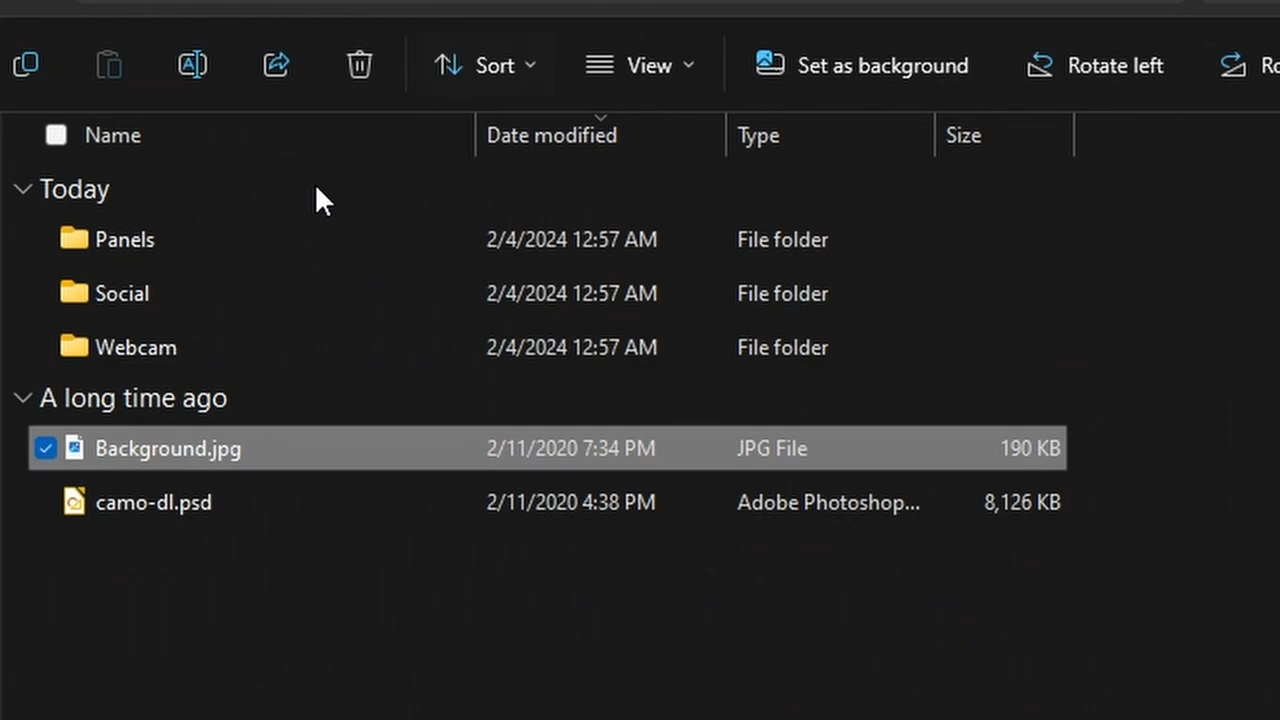 Sort View Set as background Rotate left
Name Date modified Type Size
Today
Panels 2/4/2024 12:57 AM File folder
Social 2/4/2024 12:57 AM File folder
Webcam 2/4/2024 12:57 AM File folder
A long time ago
Background.jpg 2/11/2020 7:34 PM JPG File 190 KB
camo-dl.psd 2/11/2020 4:38 PM Adobe Photoshop... 8,126 KB